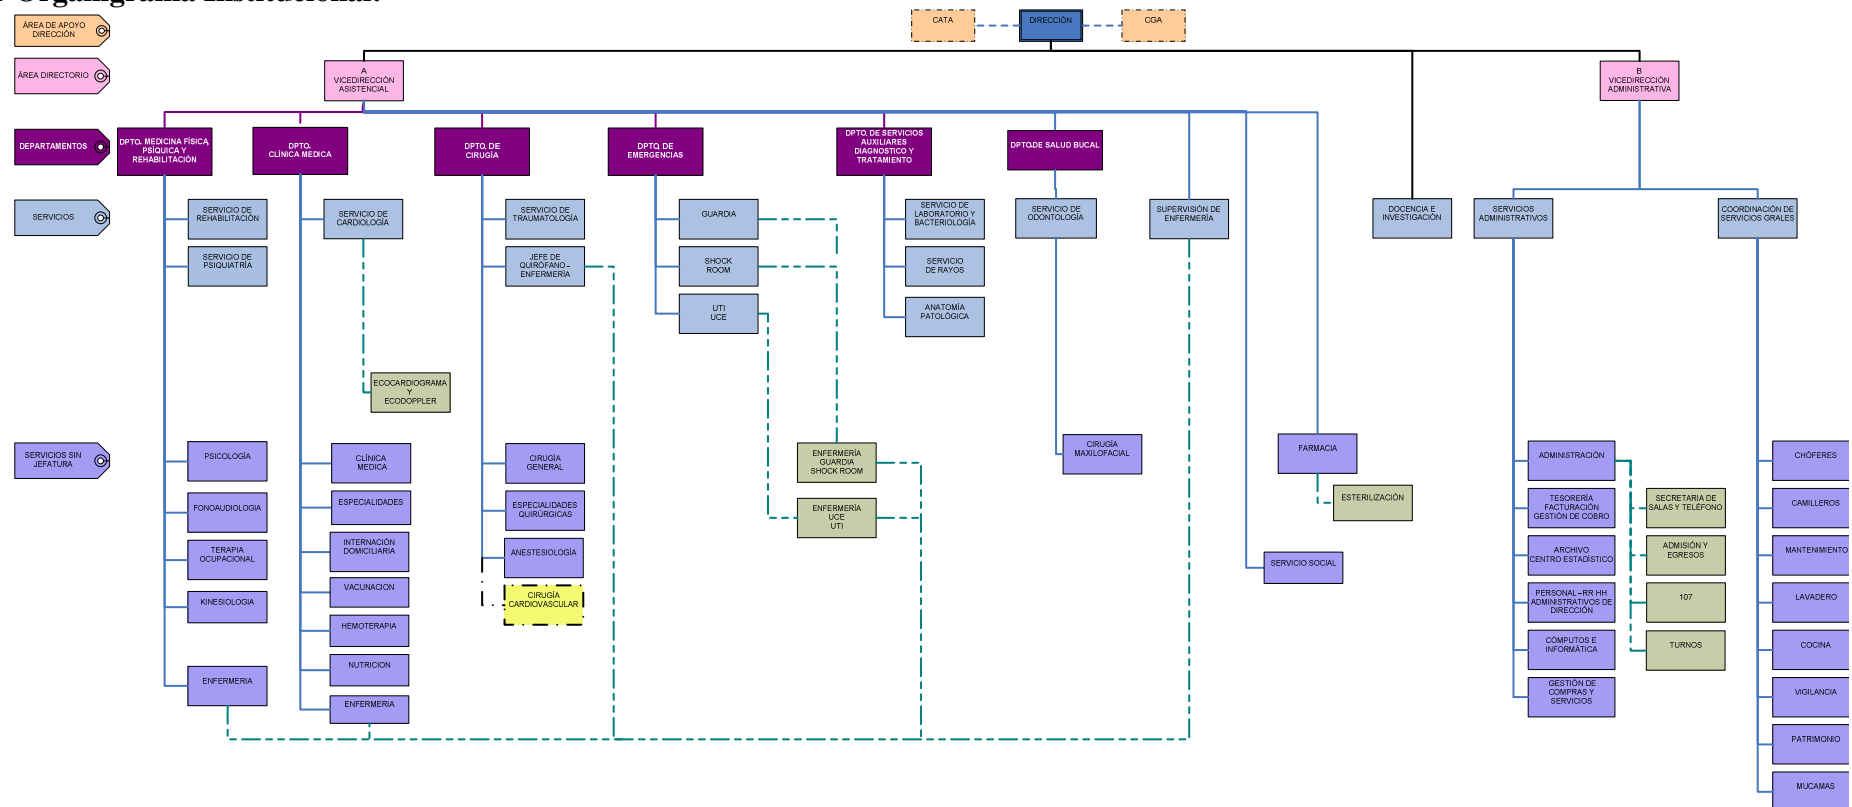 Organigrama Institucional.
ÁREA DE APOYO
DIRECCIÓN
CATA
DIRECCIÓN
CGA
ÁREA DIRECTORIO
A
VICEDIRECCIÓN
ASISTENCIAL
B
VICEDIRECCIÓN
ADMINISTRATIVA
DEPARTAMENTOS
DPTO. MEDICINA FÍSICA,
PSÍQUICA Y
REHABILITACIÓN
DPTO.
CLÍNICA MEDICA
DPTO. DE
CIRUGÍA
DPTO. DE
EMERGENCIAS
DPTO. DE SERVICIOS
AUXILIARES
DIAGNOSTICO Y
TRATAMIENTO
DPTO.DE SALUD BUCAL
SERVICIOS
SERVICIO DE
REHABILITACIÓN
SERVICIO DE
PSIQUIATRÍA
SERVICIO DE
CARDIOLOGÍA
SERVICIO DE
TRAUMATOLOGÍA
JEFE DE
QUIRÓFANO -
ENFERMERÍA
GUARDIA
SHOCK
ROOM
UTI
UCE
SERVICIO DE
LABORATORIO Y
BACTERIOLOGÍA
SERVICIO
DE RAYOS
ANATOMÍA
PATOLÓGICA
SERVICIO DE
ODONTOLOGÍA
SUPERVISIÓN DE
ENFERMERÍA
DOCENCIA E
INVESTIGACIÓN
SERVICIOS
ADMINISTRATIVOS
COORDINACIÓN DE
SERVICIOS GRALES
ECOCARDIOGRAMA
Y
ECODOPPLER
SERVICIOS SIN
JEFATURA
PSICOLOGÍA
FONOAUDIOLOGIA
TERAPIA
OCUPACIONAL
KINESIOLOGIA
ENFERMERIA
CLÍNICA
MEDICA
ESPECIALIDADES
INTERNACIÓN
DOMICILIARIA
VACUNACION
HEMOTERAPIA
NUTRICION
ENFERMERIA
CIRUGÍA
GENERAL
ESPECIALIDADES
QUIRÚRGICAS
ANESTESIOLOGÍA
CIRUGÍA
CARDIOVASCULAR
ENFERMERÍA
GUARDIA
SHOCK ROOM
ENFERMERÍA
UCE
UTI
CIRUGÍA
MAXILOFACIAL
FARMACIA
ESTERILIZACIÓN
SERVICIO SOCIAL
ADMINISTRACIÓN
TESORERÍA
FACTURACIÓN
GESTIÓN DE COBRO
ARCHIVO
CENTRO ESTADÍSTICO
PERSONAL – RR HH
ADMINISTRATIVOS DE
DIRECCIÓN
CÓMPUTOS E
INFORMÁTICA
GESTIÓN DE
COMPRAS Y
SERVICIOS
SECRETARIA DE
SALAS Y TELÉFONO
ADMISIÓN Y
EGRESOS
107
TURNOS
CHÓFERES
CAMILLEROS
MANTENIMIENTO
LAVADERO
COCINA
VIGILANCIA
PATRIMONIO
MUCAMAS